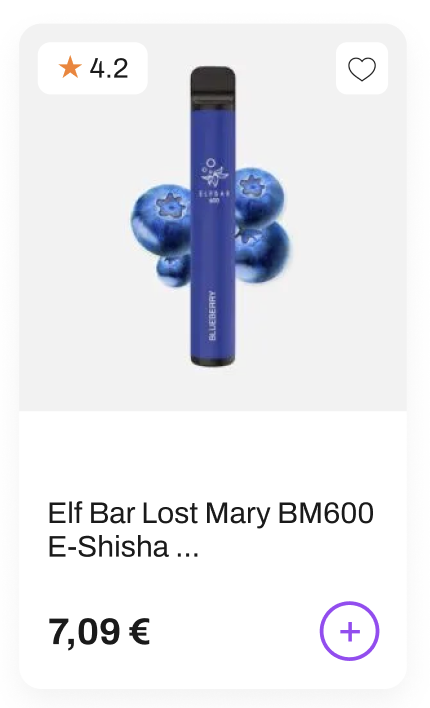 4.2
ELFBAR
600
BLUEBERRY
Elf Bar Lost Mary BM600
E-Shisha ...
7,09 €
+